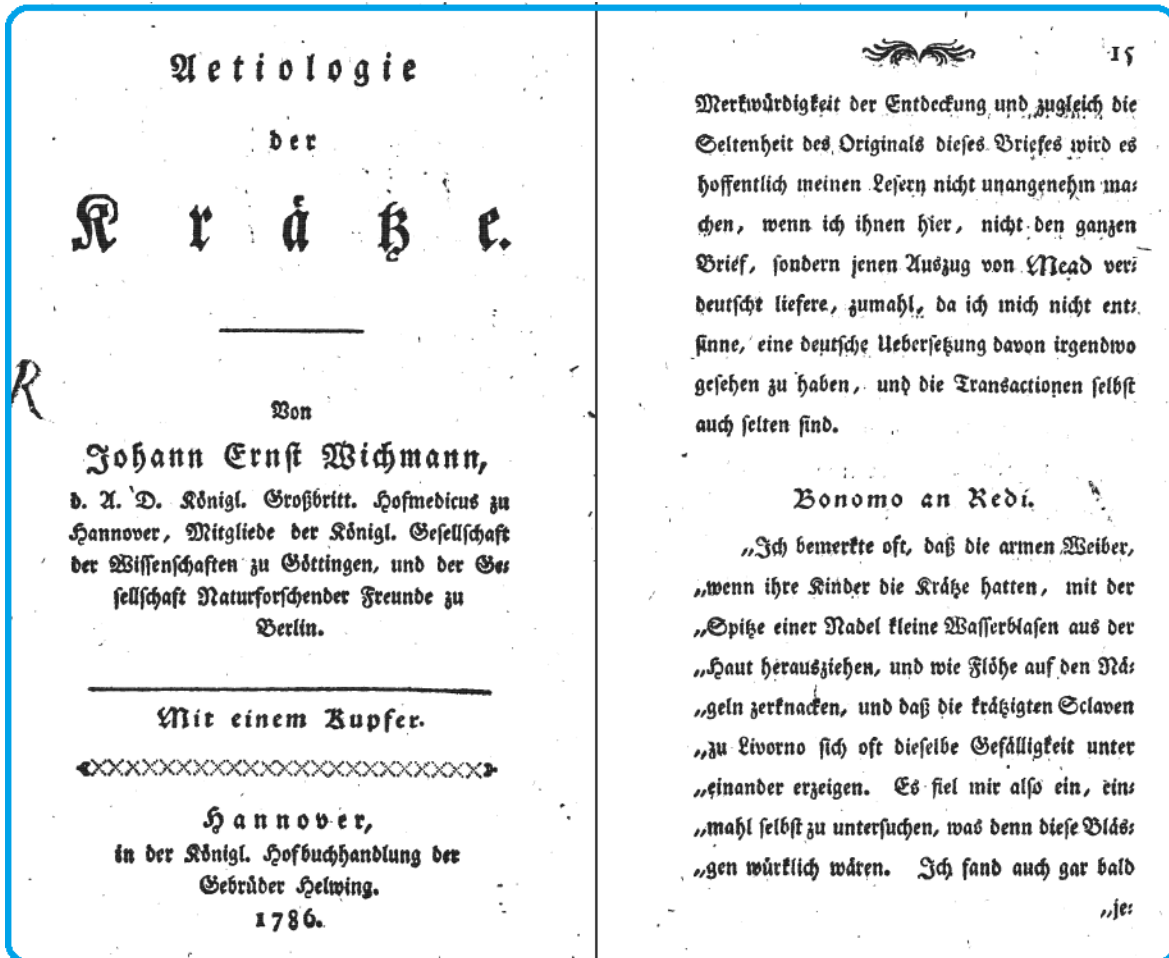 Aetiologie
der
Krätze.
R
Von
Johann Ernst Wichmann,
d. A. D. Königl. Großbritt. Hofmedicus zu
Hannover, Mitgliede der Königl. Gesellschaft
der Wissenschaften zu Göttingen, und der Ge⸗
sellschaft Naturforschender Freunde zu
Berlin.
Mit einem Kupfer.
Hannover,
in der Königl. Hofbuchhandlung der
Gebrüder Helwing.
1786.
15
Merkwürdigkeit der Entdeckung und zugleich die
Seltenheit des Originals dieses Briefes wird es
hoffentlich meinen Lesern nicht unangenehm ma⸗
chen, wenn ich ihnen hier, nicht den ganzen
Brief, sondern jenen Auszug von Mead ver⸗
deutscht liefere, zumahl, da ich mich nicht ent⸗
sinne, eine deutsche Uebersetzung davon irgendwo
gesehen zu haben, und die Transactionen selbst
auch selten sind.
Bonomo an Redi.
„Ich bemerkte oft, daß die armen Weiber,
„wenn ihre Kinder die Krätze hatten, mit der
„Spitze einer Nadel kleine Wasserblasen aus der
„Haut herausziehen, und wie Flöhe auf den Nä⸗
„geln zerknacken, und daß die krätzigten Sclaven
„zu Livorno sich oft dieselbe Gefälligkeit unter
„einander erzeigen. Es fiel mir also ein, ein⸗
„mahl selbst zu untersuchen, was denn diese Bläs⸗
„gen würklich wären. Ich fand auch gar bald
„je⸗